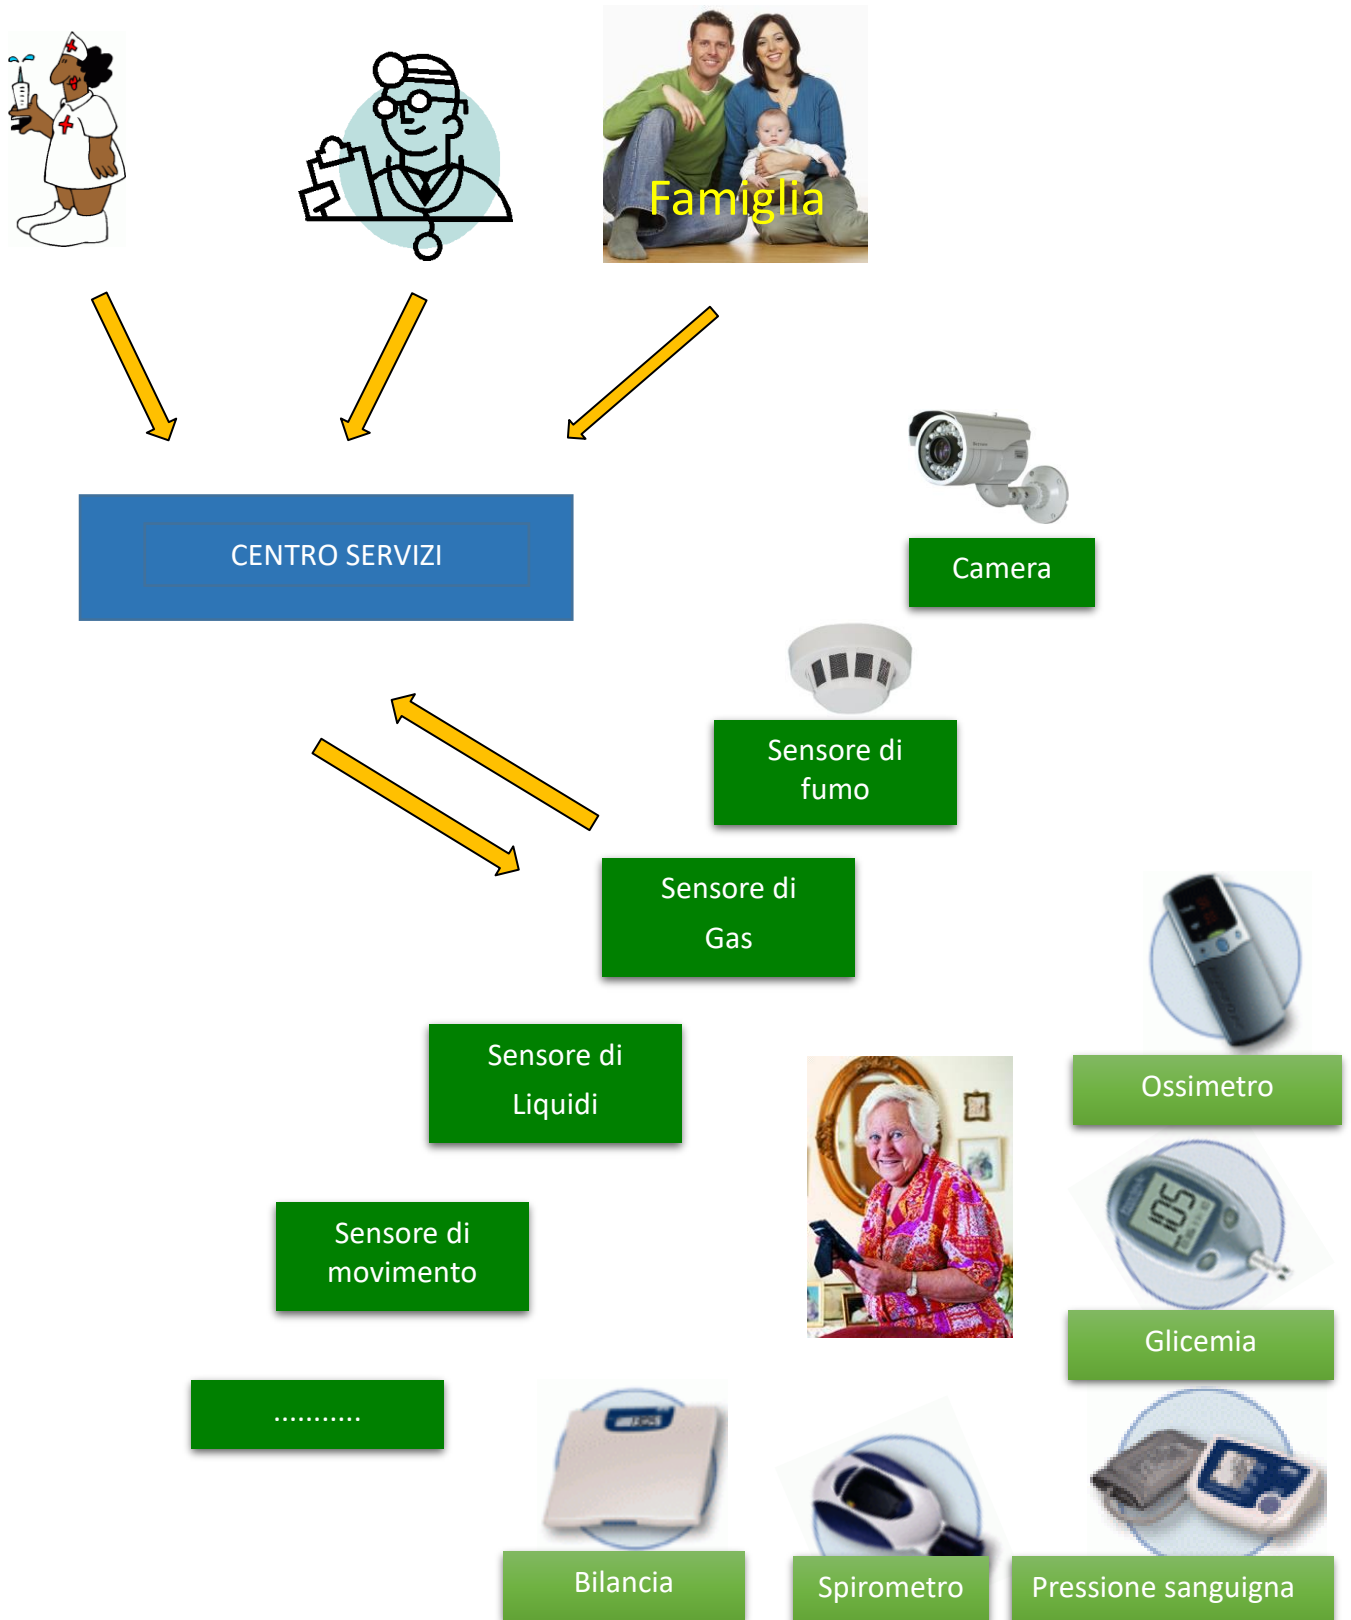 Famiglia
CENTRO SERVIZI
Camera
Sensore di
fumo
Sensore di
Gas
Sensore di
Liquidi
Sensore di
movimento
...........
Ossimetro
105
Glicemia
Bilancia
Spirometro
Pressione sanguigna